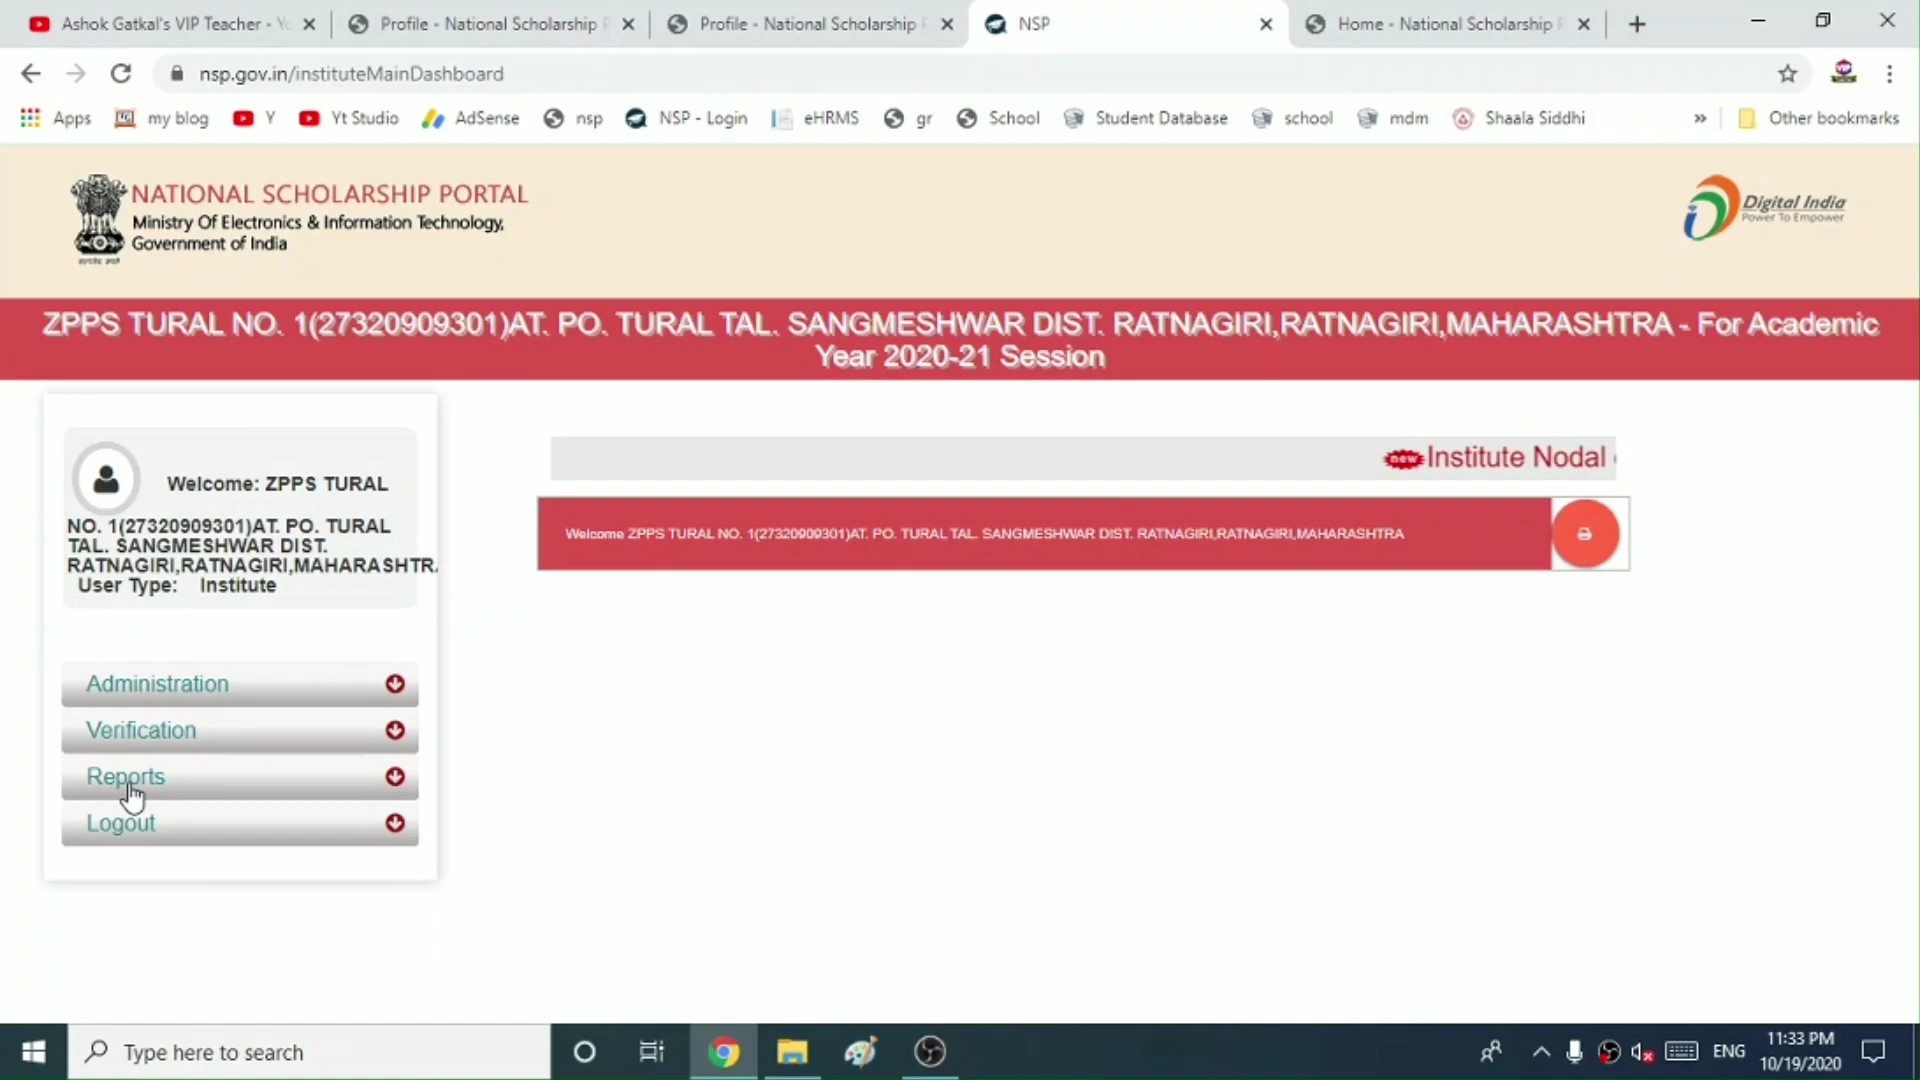 Ashok Gatkal's VIP Teacher - Yo
Profile - National Scholarship P
Profile - National Scholarship P
NSP
Home - National Scholarship P
nsp.gov.in/instituteMainDashboard
Apps
my blog
Y
Yt Studio
AdSense
nsp
NSP - Login
eHRMS
gr
School
Student Database
school
mdm
Shaala Siddhi
»
Other bookmarks
NATIONAL SCHOLARSHIP PORTAL
Ministry Of Electronics & Information Technology,
Government of India
Digital India
Power To Empower
ZPPS TURAL NO. 1(27320909301)AT. PO. TURAL TAL. SANGMESHWAR DIST. RATNAGIRI,RATNAGIRI,MAHARASHTRA - For Academic
Year 2020-21 Session
Welcome: ZPPS TURAL
NO. 1(27320909301)AT. PO. TURAL
TAL. SANGMESHWAR DIST.
RATNAGIRI,RATNAGIRI,MAHARASHTR
User Type: Institute
new Institute Nodal
Welcome ZPPS TURAL NO. 1(27320909301)AT. PO. TURAL TAL. SANGMESHWAR DIST. RATNAGIRI,RATNAGIRI,MAHARASHTRA
Administration
Verification
Reports
Logout
Type here to search
ENG
11:33 PM
10/19/2020